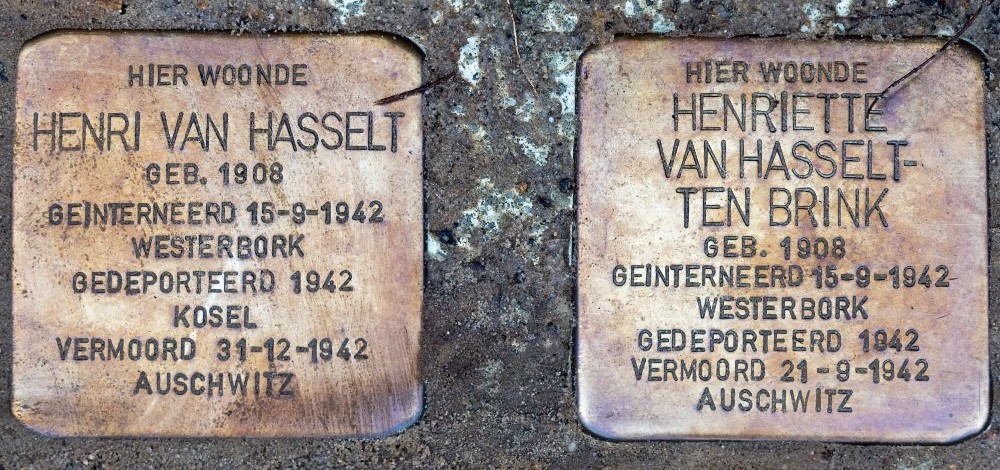 HIER WOONDE
HENRI VAN HASSELT
GEB. 1908
GEINTERNEERD 15-9-1942
WESTERBORK
GEDEPORTEERD 1942
KOSEL
VERMOORD 31-12-1942
AUSCHWITZ
HIER WOONDE
HENRIETTE
VAN HASSELT-
TEN BRINK
GEB. 1908
GEINTERNEERD 15-9-1942
WESTERBORK
GEDEPORTEERD 1942
VERMOORD 21-9-1942
AUSCHWITZ